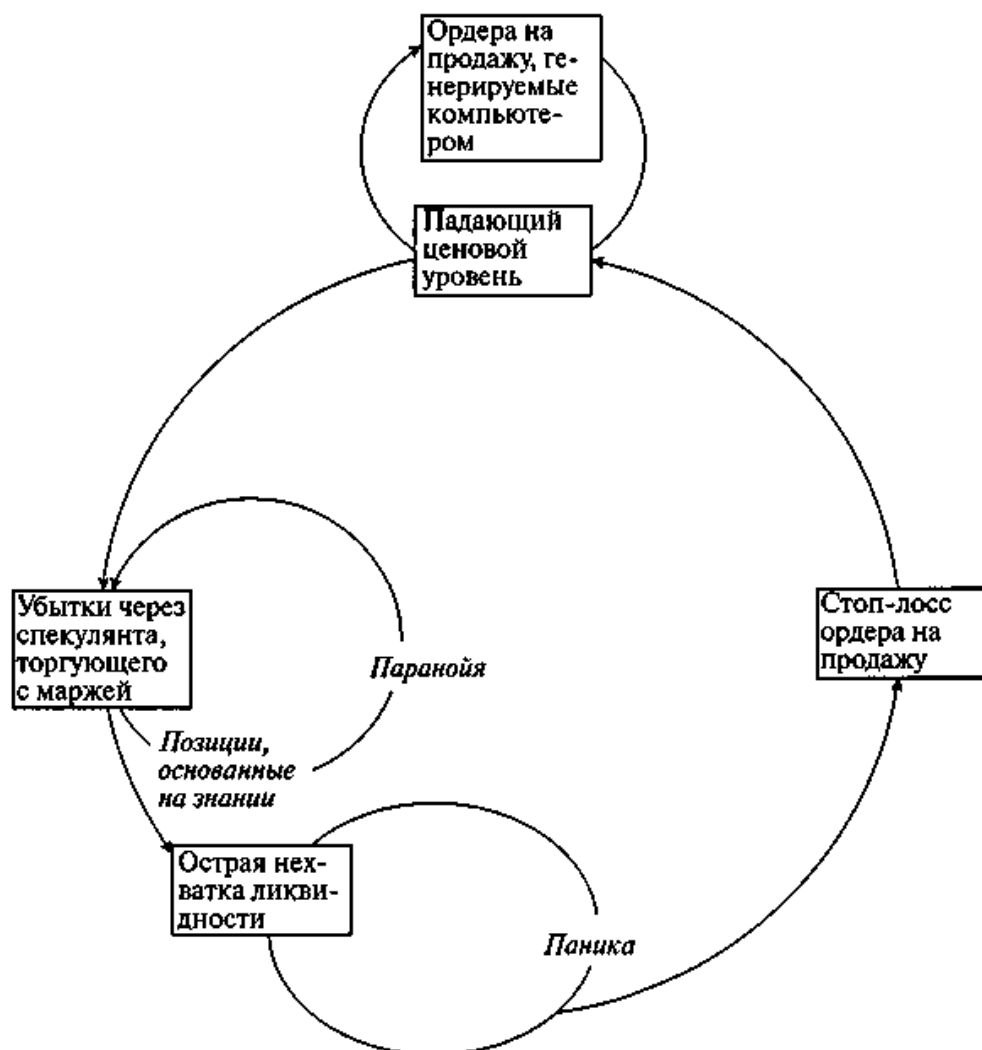 Ордера на
продажу, ге-
нерируемые
компьюте-
ром
Падающий
ценовой
уровень
Убытки через
спекулянта,
торгующего
с маржей
Паранойя
Позиции,
основанные
на знании
Стоп-лосс
ордера на
продажу
Острая нех-
ватка ликви-
дности
Паника